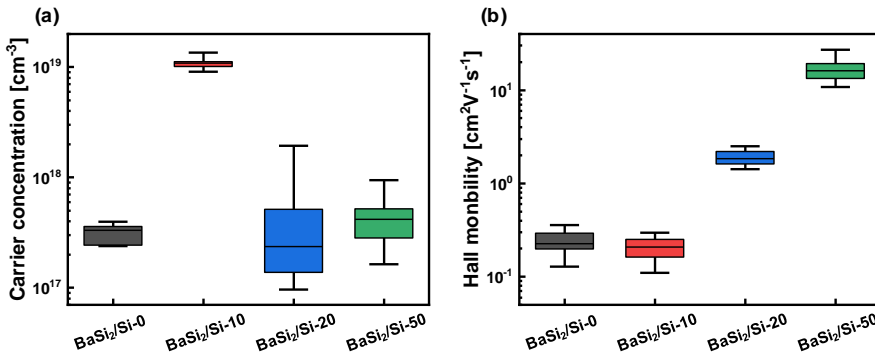 (a)
Carrier concentration [cm⁻³]
10¹⁹
10¹⁸
10¹⁷
BaSi₂/Si-0
BaSi₂/Si-10
BaSi₂/Si-20
BaSi₂/Si-50
(b)
Hall monbility [cm²V⁻¹s⁻¹]
10¹
10⁰
10⁻¹
BaSi₂/Si-0
BaSi₂/Si-10
BaSi₂/Si-20
BaSi₂/Si-50